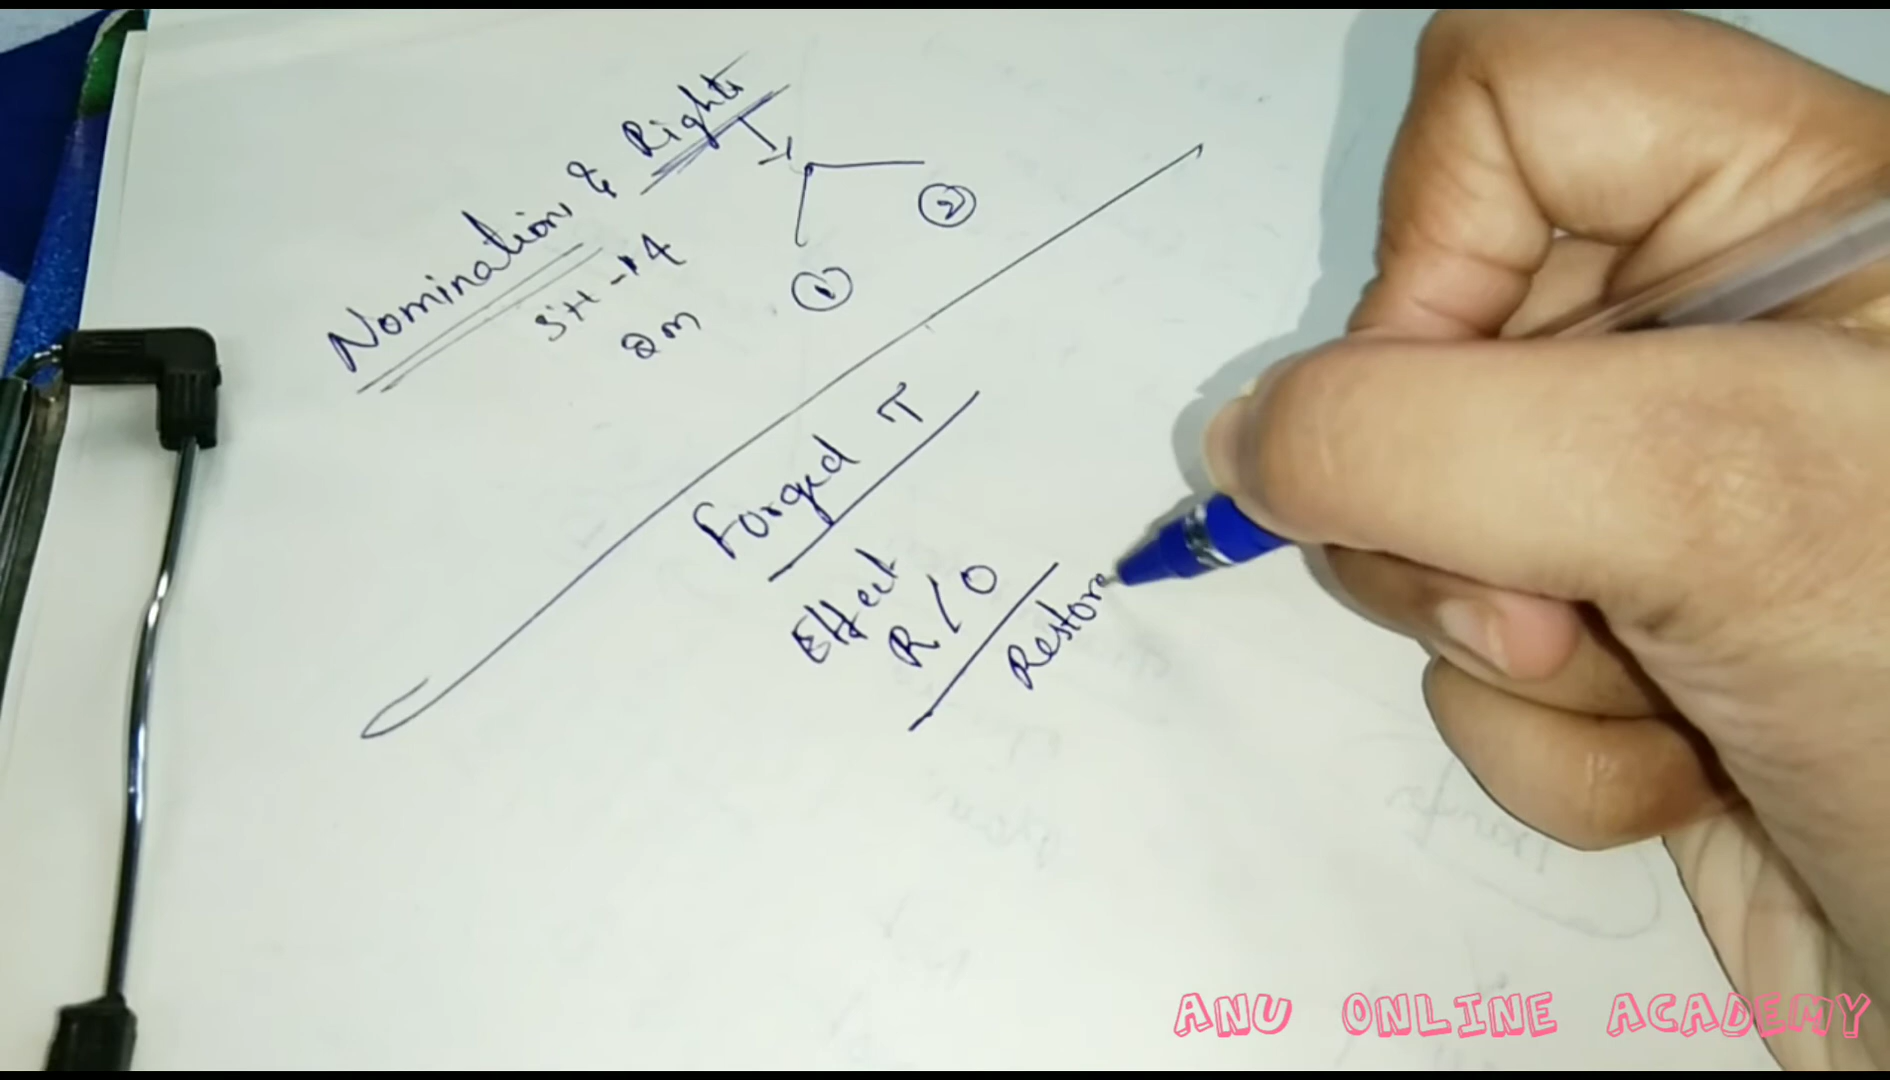 Nomination & Rights
SH-14
2m
①
②
Forged T
Effect
R/O
Restore
ANU ONLINE ACADEMY